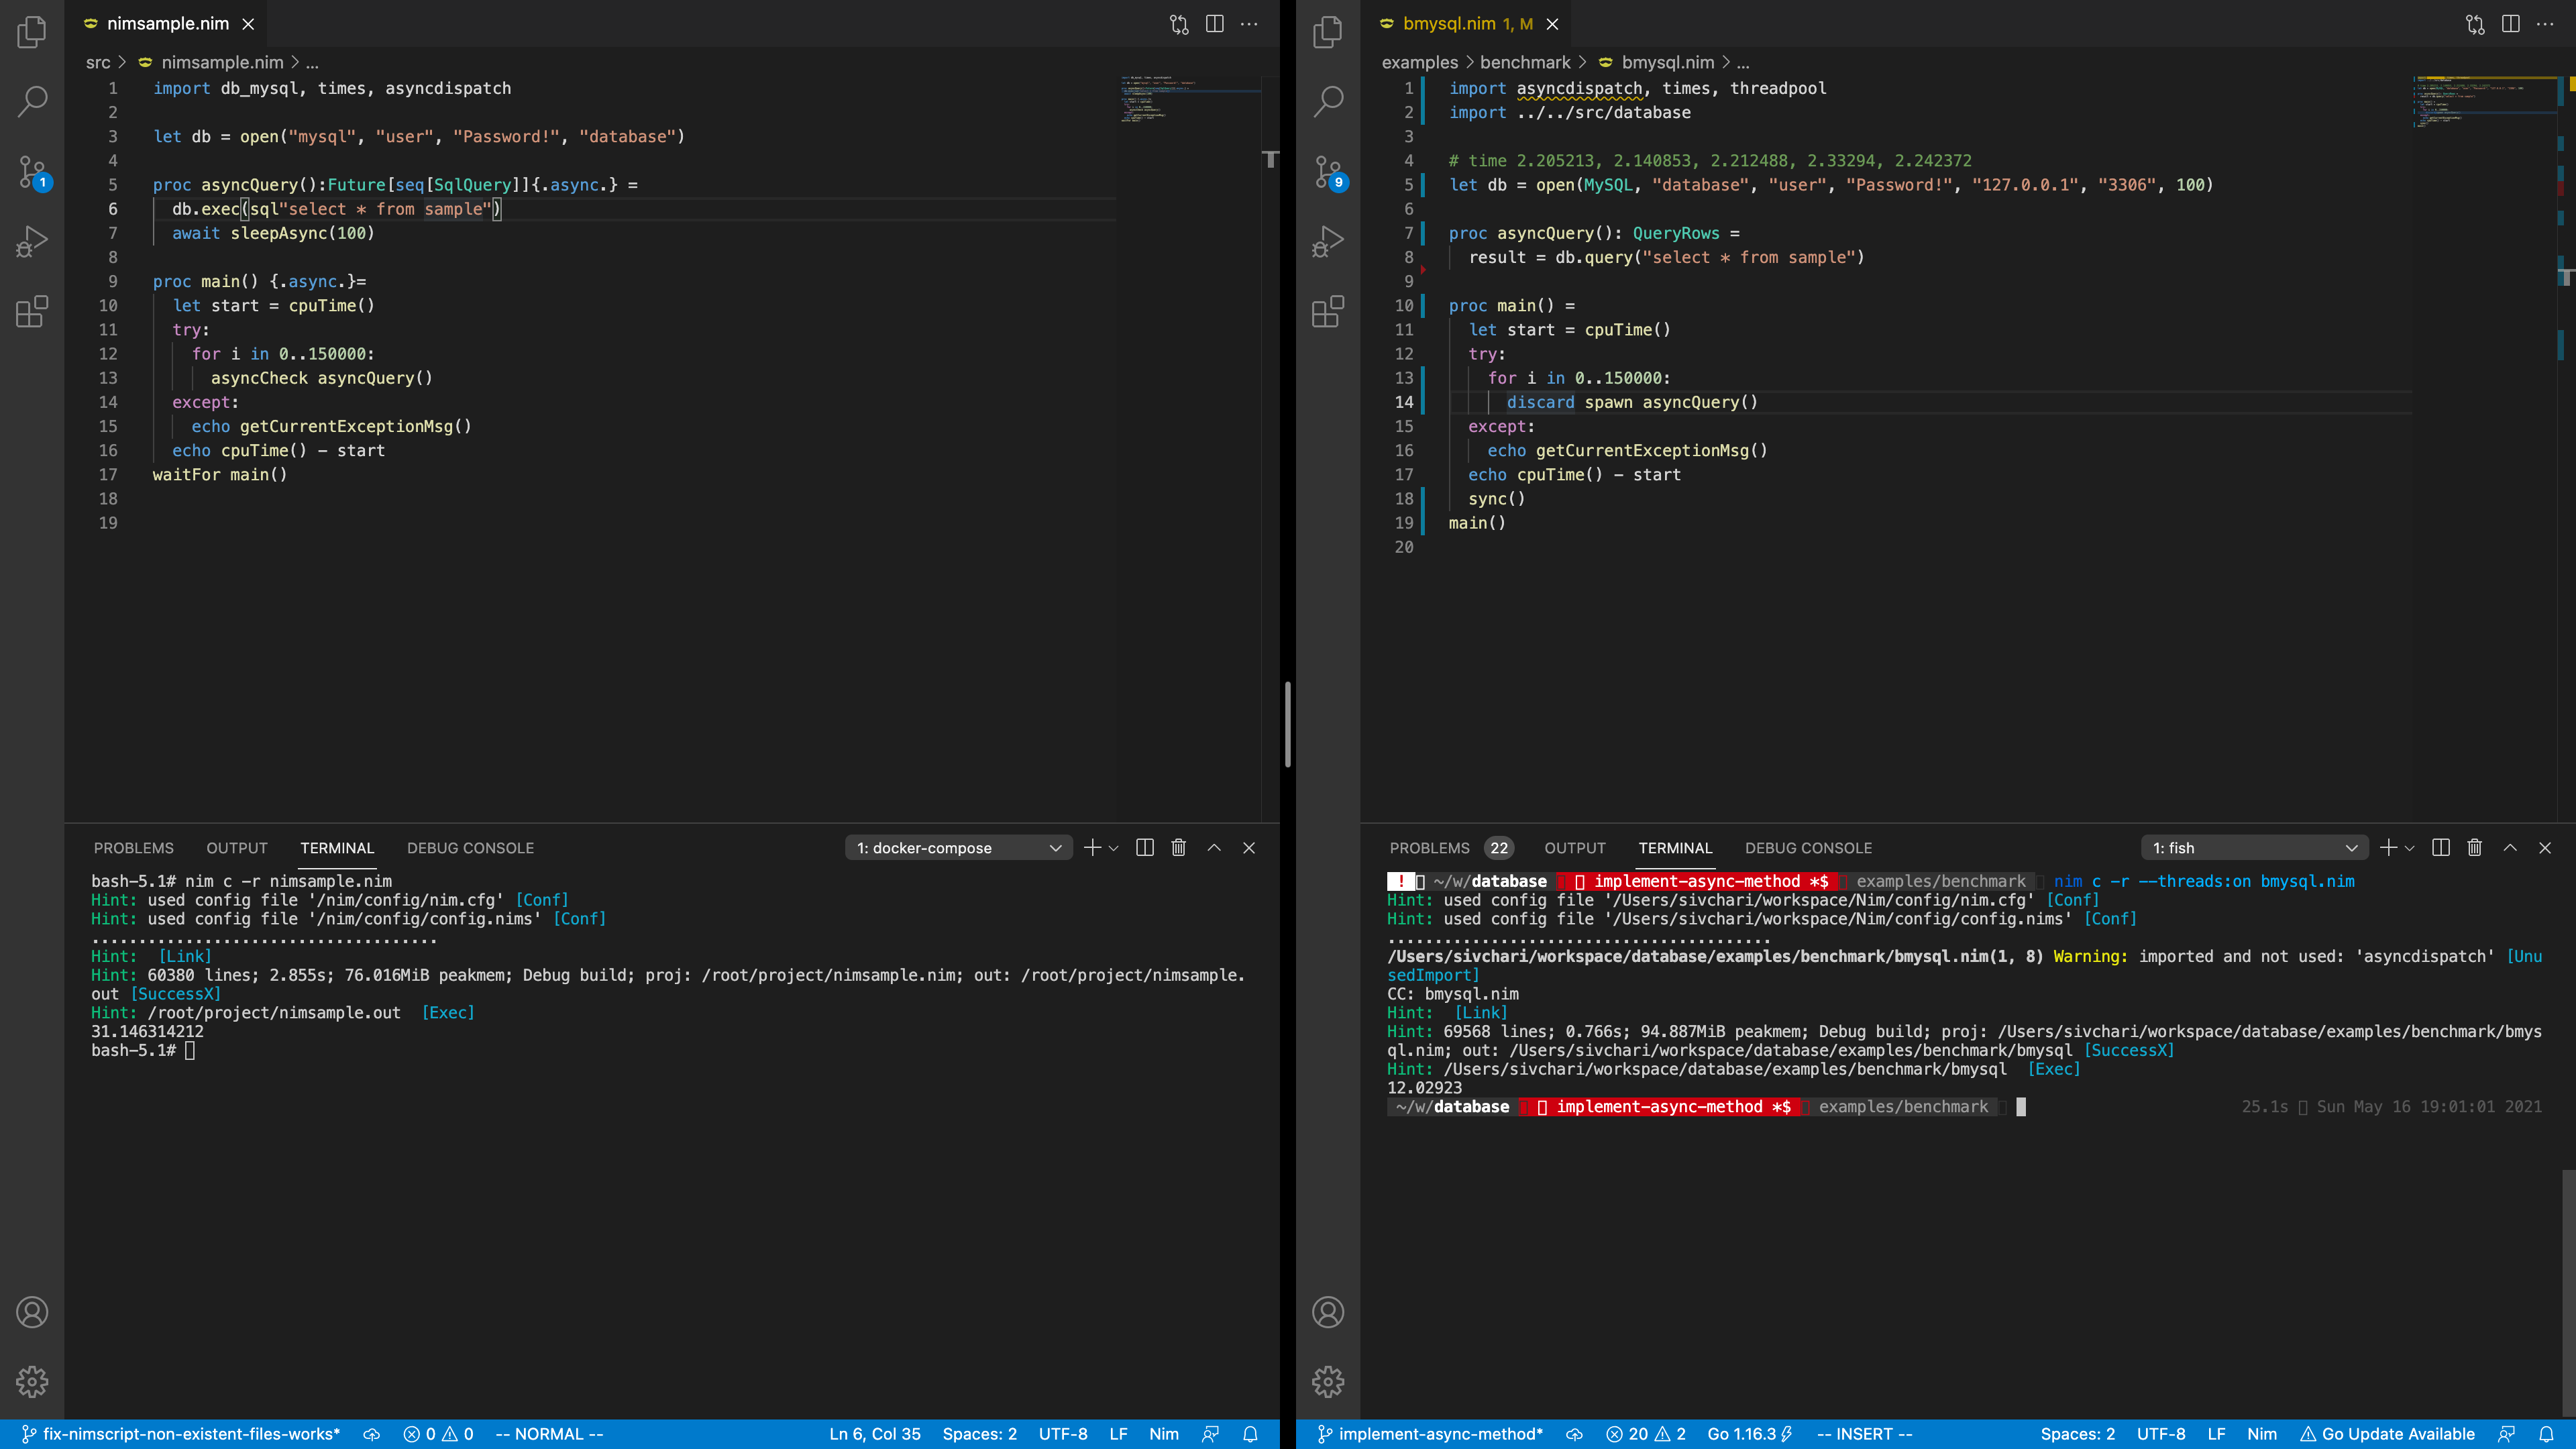 nimsample.nim
src > nimsample.nim > ...
1 import db_mysql, times, asyncdispatch
2
3 let db = open("mysql", "user", "Password!", "database")
4
5 proc asyncQuery():Future[seq[SqlQuery]]{.async.} =
6 db.exec(sql"select * from sample")
7 await sleepAsync(100)
8
9 proc main() {.async.}=
10 let start = cpuTime()
11 try:
12 for i in 0..150000:
13 asyncCheck asyncQuery()
14 except:
15 echo getCurrentExceptionMsg()
16 echo cpuTime() - start
17 waitFor main()
18
19
1
PROBLEMS OUTPUT TERMINAL DEBUG CONSOLE 1: docker-compose
bash-5.1# nim c -r nimsample.nim
Hint: used config file '/nim/config/nim.cfg' [Conf]
Hint: used config file '/nim/config/config.nims' [Conf]
.....................................
Hint: [Link]
Hint: 60380 lines; 2.855s; 76.016MiB peakmem; Debug build; proj: /root/project/nimsample.nim; out: /root/project/nimsample.
out [SuccessX]
Hint: /root/project/nimsample.out [Exec]
31.146314212
bash-5.1#
fix-nimscript-non-existent-files-works* 0 0 -- NORMAL -- Ln 6, Col 35 Spaces: 2 UTF-8 LF Nim
bmysql.nim 1, M
examples > benchmark > bmysql.nim > ...
1 import asyncdispatch, times, threadpool
2 import ../../src/database
3
4 # time 2.205213, 2.140853, 2.212488, 2.33294, 2.242372
5 let db = open(MySQL, "database", "user", "Password!", "127.0.0.1", "3306", 100)
6
7 proc asyncQuery(): QueryRows =
8 result = db.query("select * from sample")
9
10 proc main() =
11 let start = cpuTime()
12 try:
13 for i in 0..150000:
14 discard spawn asyncQuery()
15 except:
16 echo getCurrentExceptionMsg()
17 echo cpuTime() - start
18 sync()
19 main()
20
9
PROBLEMS 22 OUTPUT TERMINAL DEBUG CONSOLE 1: fish
! ~/w/database implement-async-method *$ examples/benchmark nim c -r --threads:on bmysql.nim
Hint: used config file '/Users/sivchari/workspace/Nim/config/nim.cfg' [Conf]
Hint: used config file '/Users/sivchari/workspace/Nim/config/config.nims' [Conf]
.........................................
/Users/sivchari/workspace/database/examples/benchmark/bmysql.nim(1, 8) Warning: imported and not used: 'asyncdispatch' [Unu
sedImport]
CC: bmysql.nim
Hint: [Link]
Hint: 69568 lines; 0.766s; 94.887MiB peakmem; Debug build; proj: /Users/sivchari/workspace/database/examples/benchmark/bmys
ql.nim; out: /Users/sivchari/workspace/database/examples/benchmark/bmysql [SuccessX]
Hint: /Users/sivchari/workspace/database/examples/benchmark/bmysql [Exec]
12.02923
~/w/database implement-async-method *$ examples/benchmark 25.1s Sun May 16 19:01:01 2021
implement-async-method* 20 2 Go 1.16.3 -- INSERT -- Spaces: 2 UTF-8 LF Nim Go Update Available